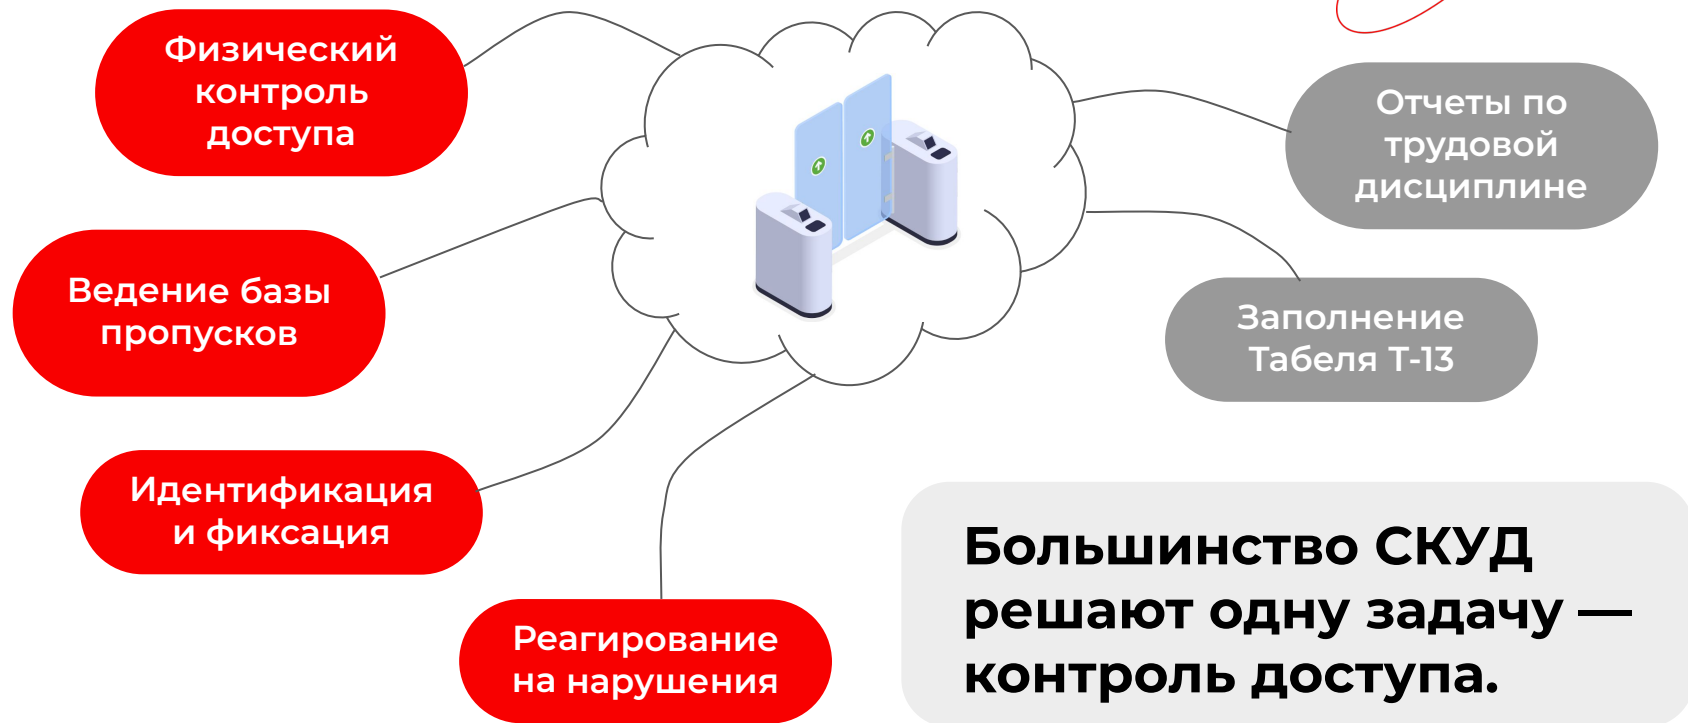 Физический
контроль
доступа
Ведение базы
пропусков
Идентификация
и фиксация
Реагирование
на нарушения
Отчеты по
трудовой
дисциплине
Заполнение
Табеля Т-13
Большинство СКУД
решают одну задачу —
контроль доступа.